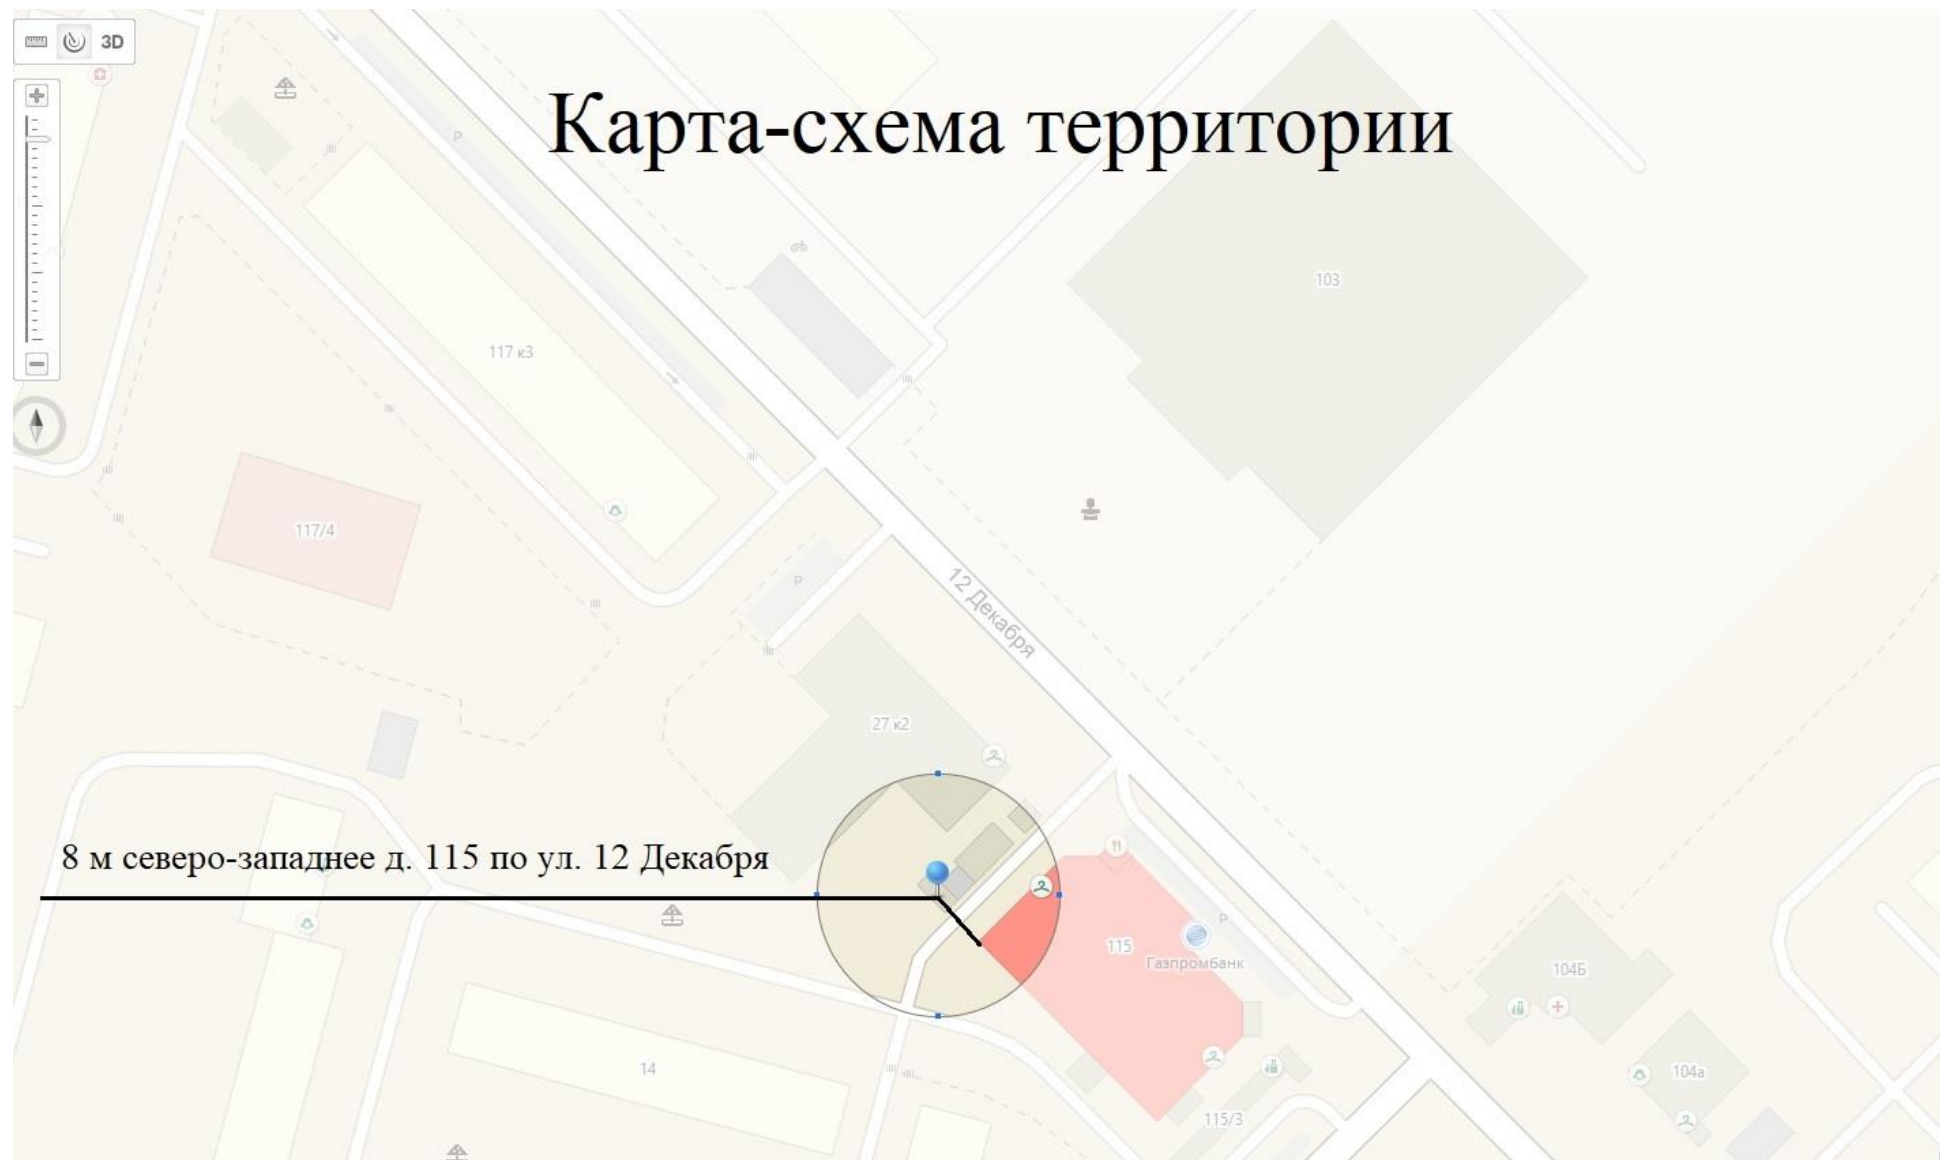 3D
Карта-схема территории
P
103
117 к3
117/4
P
12 Декабря
27 к2
8 м северо-западнее д. 115 по ул. 12 Декабря
P
115
Газпромбанк
104Б
14
104а
115/3